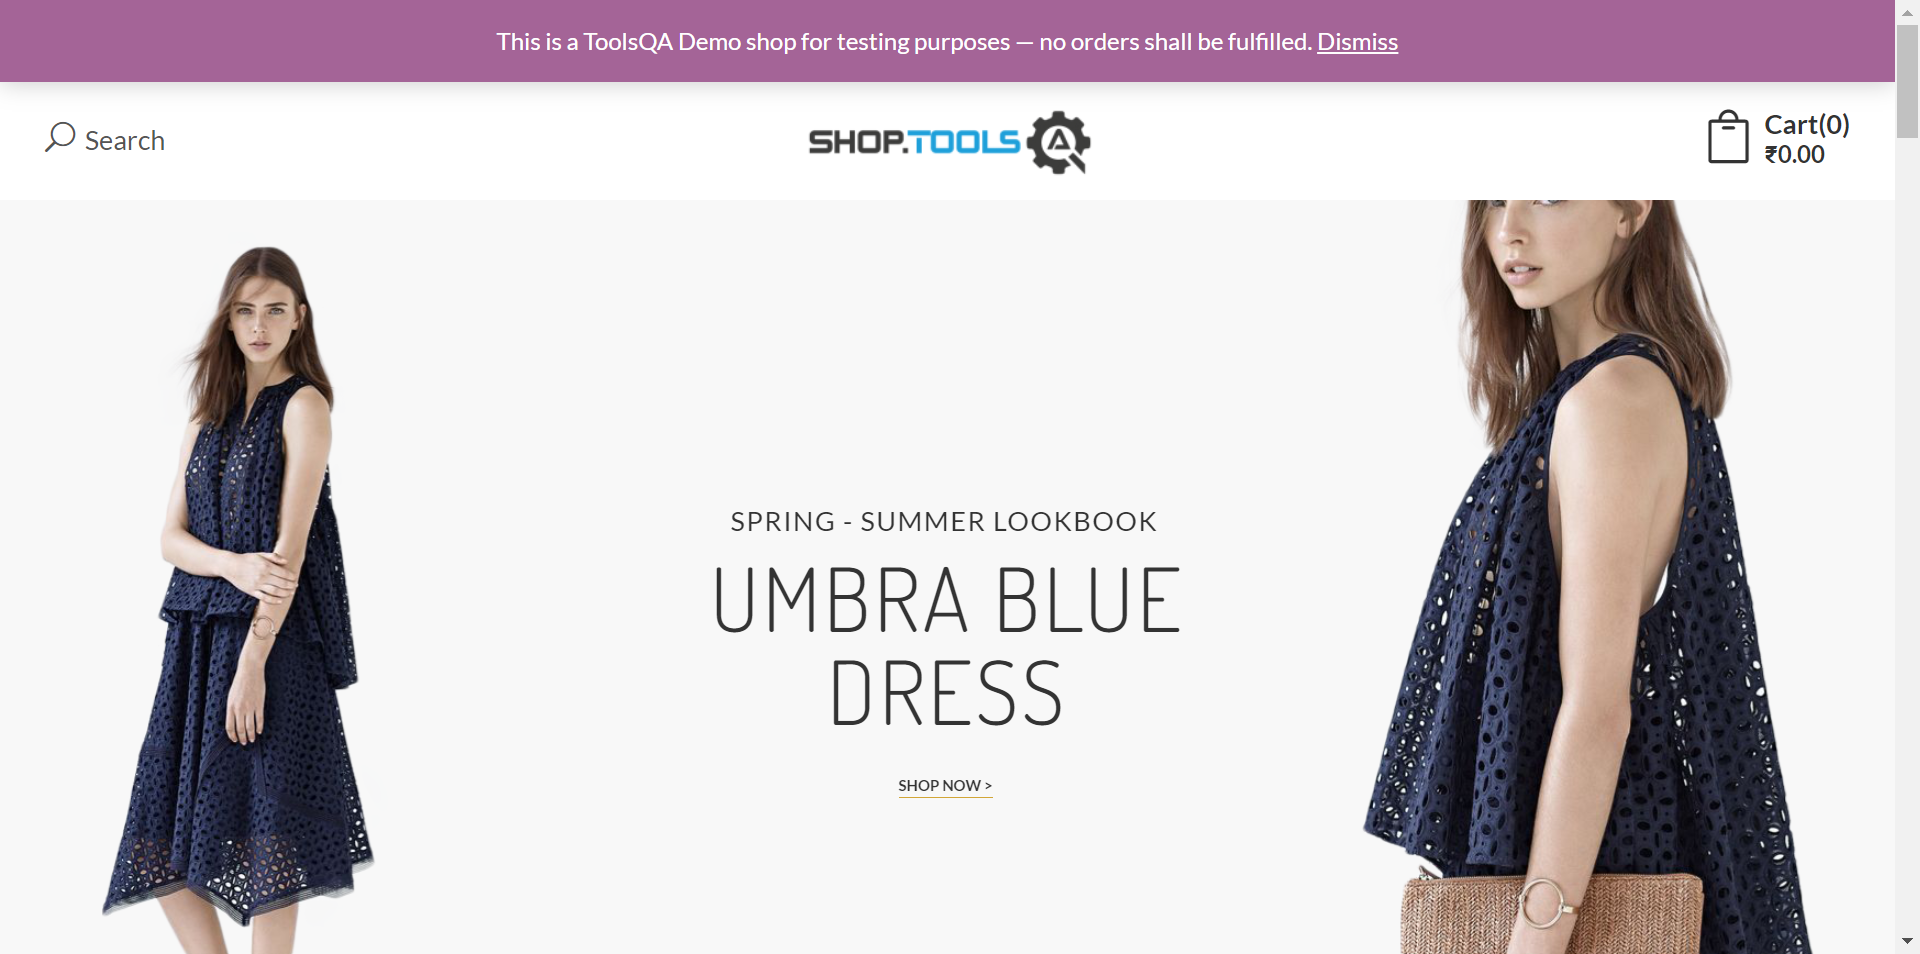 This is a ToolsQA Demo shop for testing purposes — no orders shall be fulfilled. Dismiss
Search
SHOP.TOOLS QA
Cart(0)
₹0.00
SPRING - SUMMER LOOKBOOK
UMBRA BLUE
DRESS
SHOP NOW >